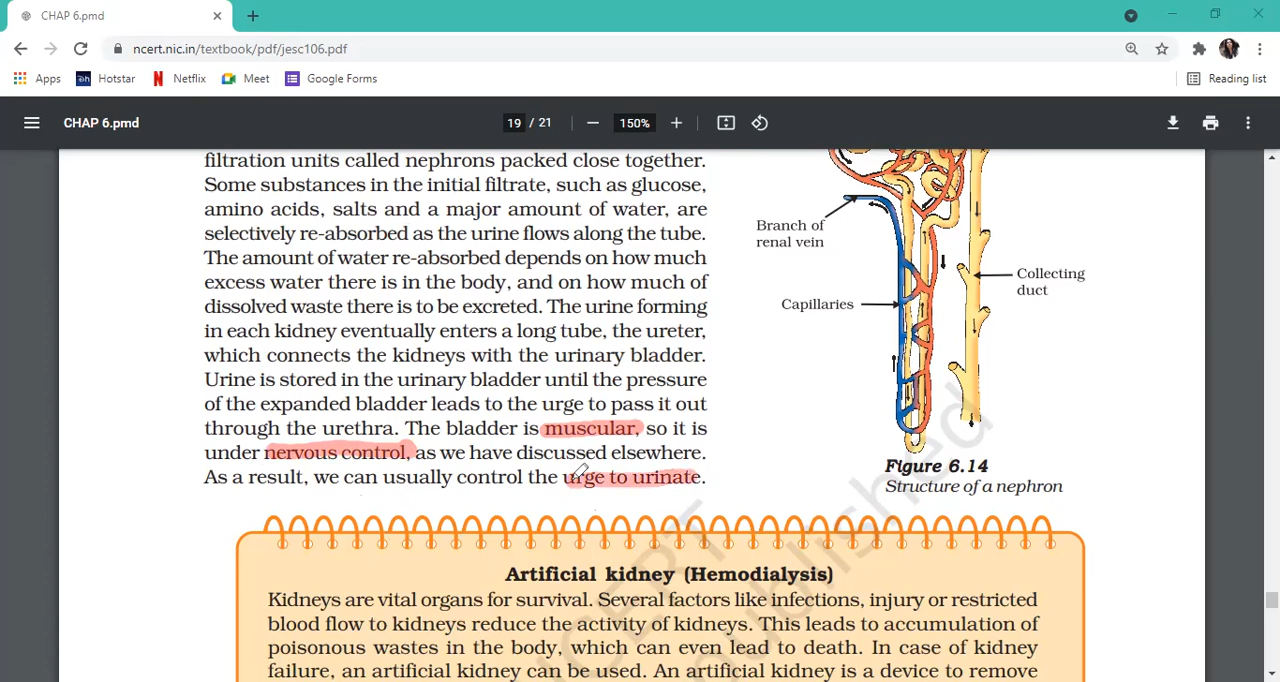 CHAP 6.pmd
ncert.nic.in/textbook/pdf/jesc106.pdf
Apps Hotstar Netflix Meet Google Forms Reading list
CHAP 6.pmd 19 / 21 150%
filtration units called nephrons packed close together.
Some substances in the initial filtrate, such as glucose,
amino acids, salts and a major amount of water, are
selectively re-absorbed as the urine flows along the tube.
The amount of water re-absorbed depends on how much
excess water there is in the body, and on how much of
dissolved waste there is to be excreted. The urine forming
in each kidney eventually enters a long tube, the ureter,
which connects the kidneys with the urinary bladder.
Urine is stored in the urinary bladder until the pressure
of the expanded bladder leads to the urge to pass it out
through the urethra. The bladder is muscular, so it is
under nervous control, as we have discussed elsewhere.
As a result, we can usually control the urge to urinate.
Branch of
renal vein
Capillaries
Collecting
duct
Figure 6.14
Structure of a nephron
Artificial kidney (Hemodialysis)
Kidneys are vital organs for survival. Several factors like infections, injury or restricted
blood flow to kidneys reduce the activity of kidneys. This leads to accumulation of
poisonous wastes in the body, which can even lead to death. In case of kidney
failure, an artificial kidney can be used. An artificial kidney is a device to remove
NCERT
published